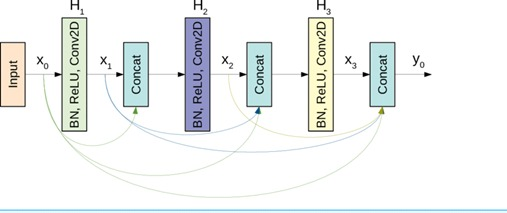 H1
H2
H3
Input
x0
BN, ReLU, Conv2D
x1
Concat
BN, ReLU, Conv2D
x2
Concat
BN, ReLU, Conv2D
x3
Concat
y0